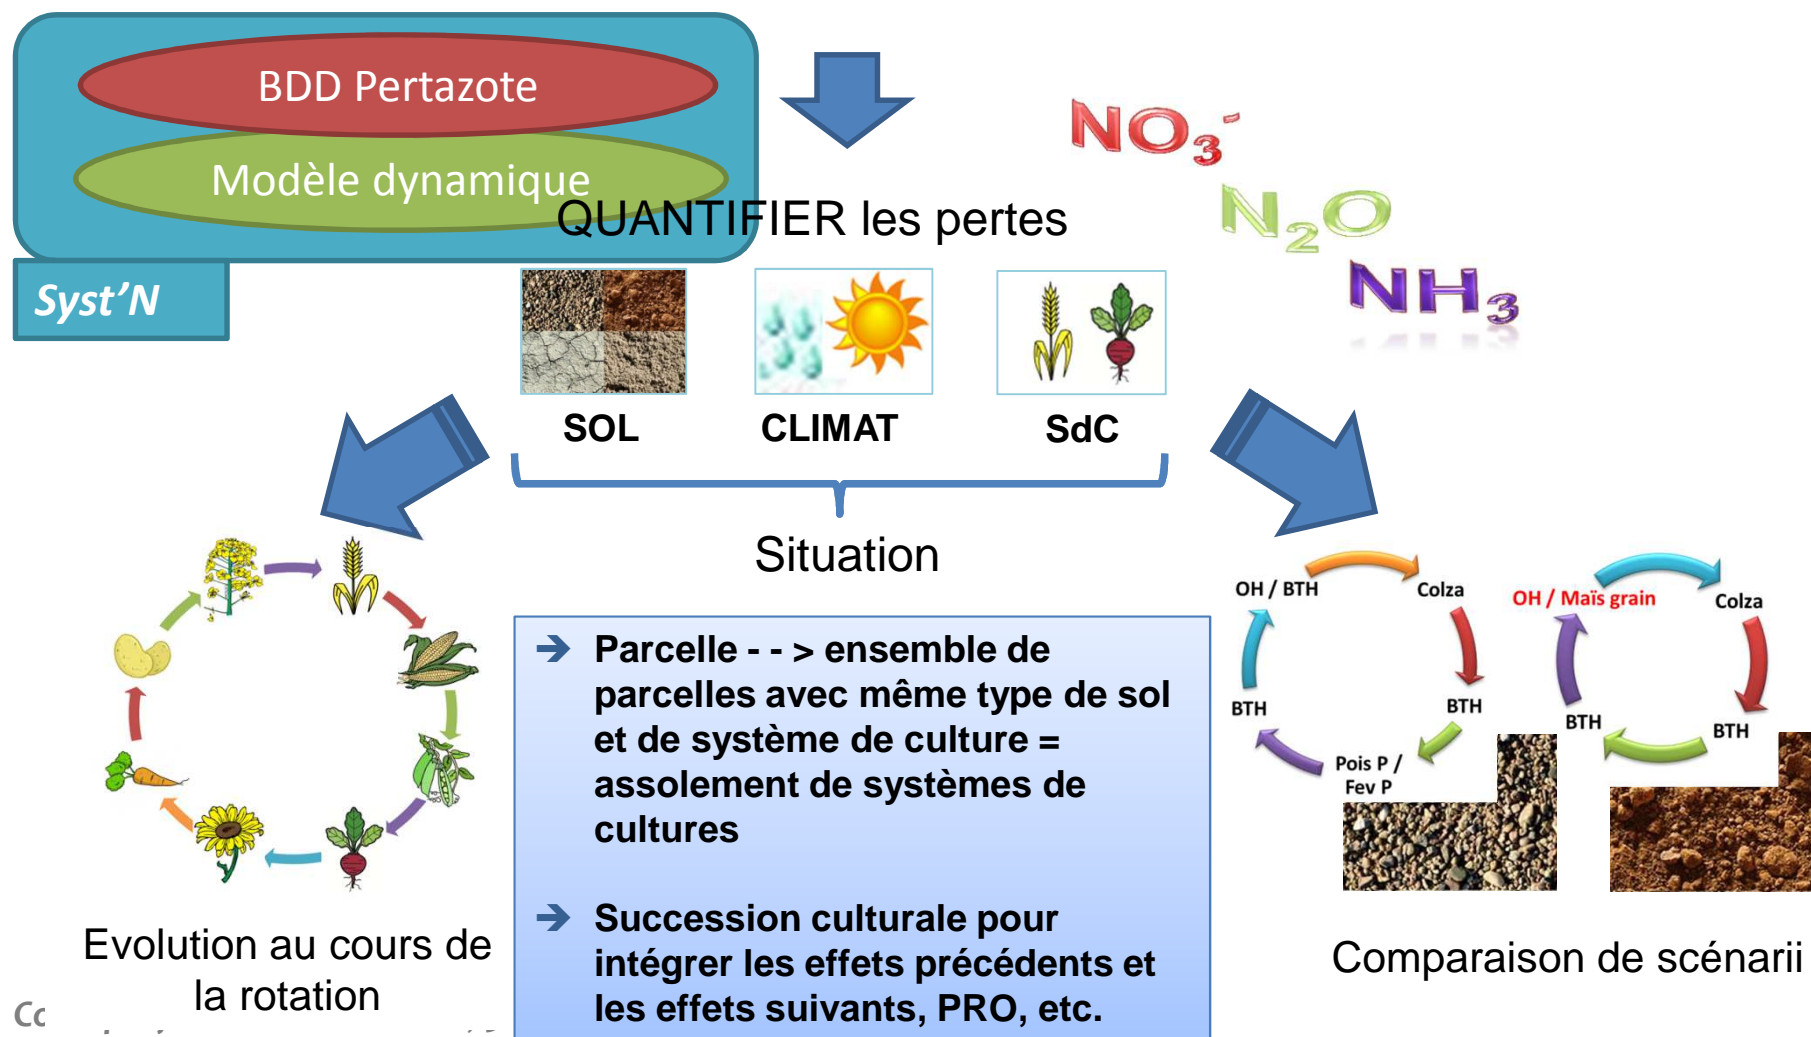 BDD Pertazote
Modèle dynamique
Syst’N
QUANTIFIER les pertes
NO₃⁻
N₂O
NH₃
SOL
CLIMAT
SdC
Situation
Evolution au cours de
la rotation
➔ Parcelle - - > ensemble de
parcelles avec même type de sol
et de système de culture =
assolement de systèmes de
cultures
➔ Succession culturale pour
intégrer les effets précédents et
les effets suivants, PRO, etc.
OH / BTH
Colza
BTH
BTH
Pois P /
Fev P
OH / Maïs grain
Colza
BTH
BTH
Comparaison de scénarii